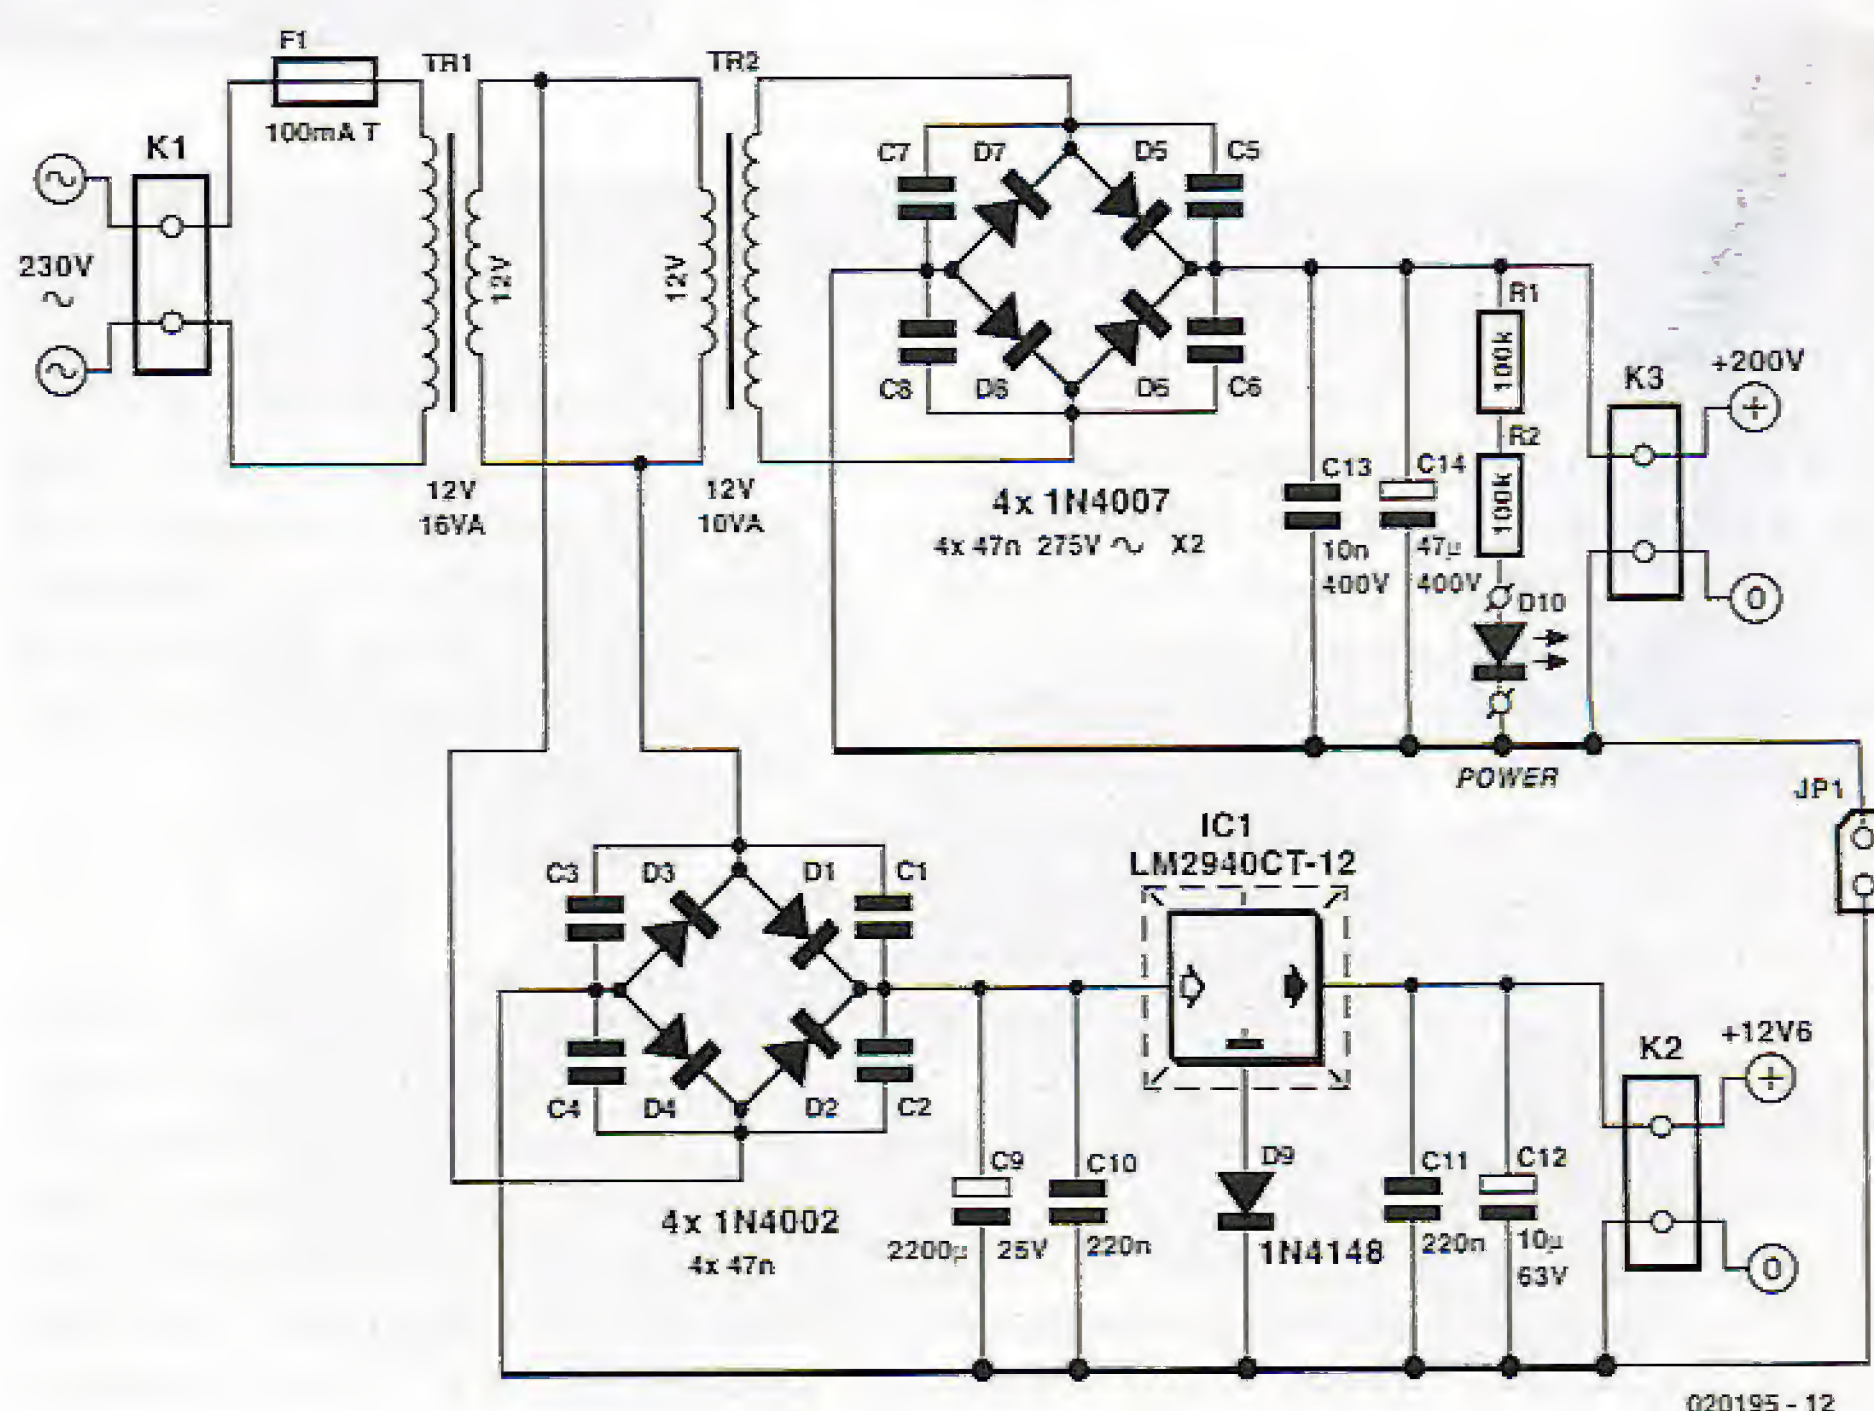 F1
TR1
TR2
100mA T
K1
C7
D7
D5
C5
230V
12V
12V
R1
100k
+200V
K3
C8
D8
D6
C6
R2
12V
16VA
12V
10VA
4x 1N4007
4x 47n 275V ~ X2
C13
C14
100k
10n
400V
47µ
400V
D10
0
POWER
JP1
IC1
LM2940CT-12
C3
D3
D1
C1
+12V6
K2
C4
D4
D2
C2
C9
C10
D9
C11
C12
4x 1N4002
4x 47n
2200µ
25V
220n
1N4148
220n
10µ
63V
0
020195 - 12